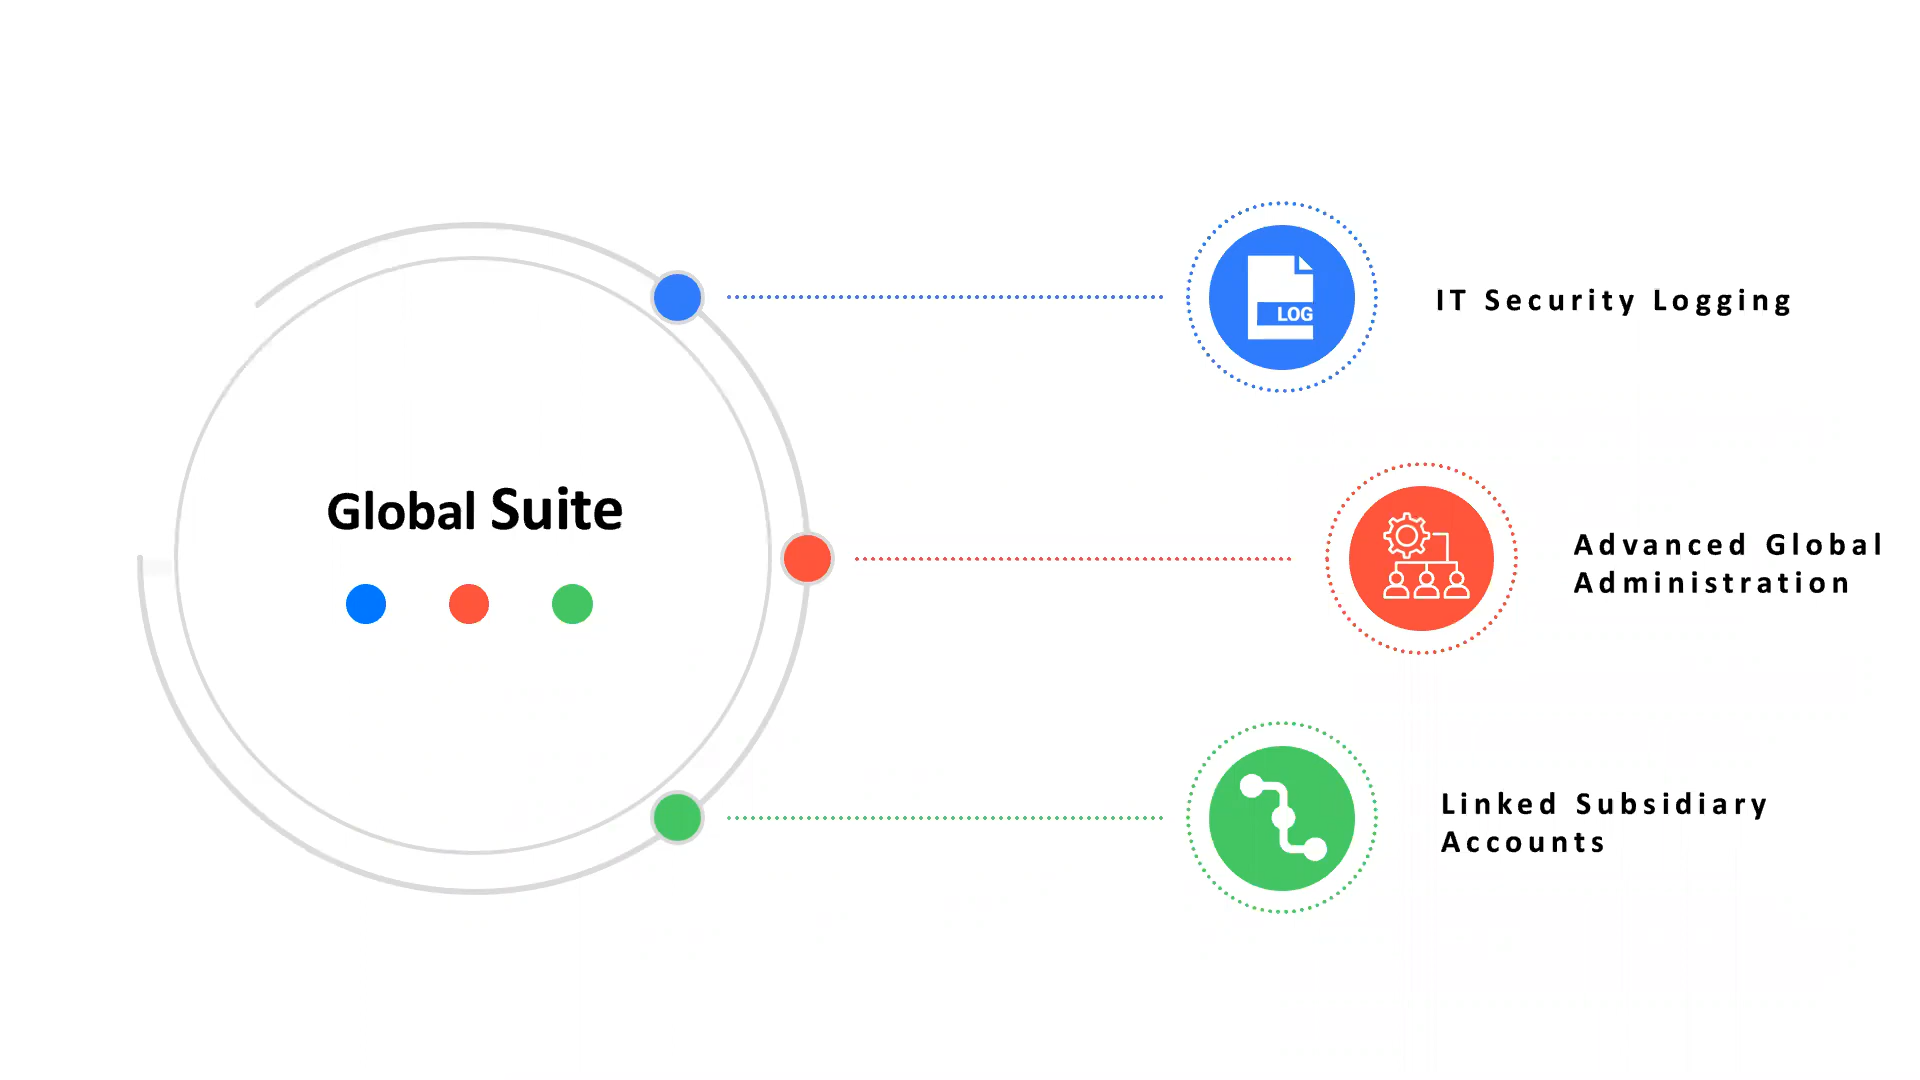 Global Suite
LOG
IT Security Logging
Advanced Global
Administration
Linked Subsidiary
Accounts